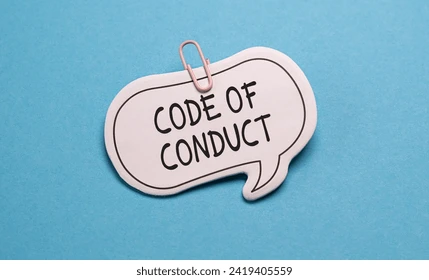 CODE OF
CONDUCT
shutterstock.com · 2419405559